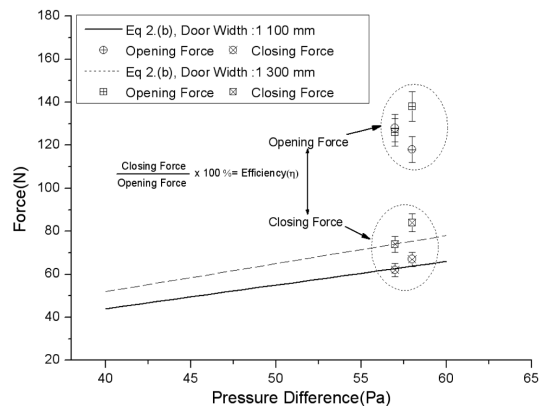 Eq 2.(b), Door Width :1 100 mm
Opening Force Closing Force
Eq 2.(b), Door Width :1 300 mm
Opening Force Closing Force
180
160
140
120
100
80
60
40
20
Force(N)
Opening Force
Closing Force
Opening Force
x 100 %= Efficiency(η)
Closing Force
40 45 50 55 60 65
Pressure Difference(Pa)